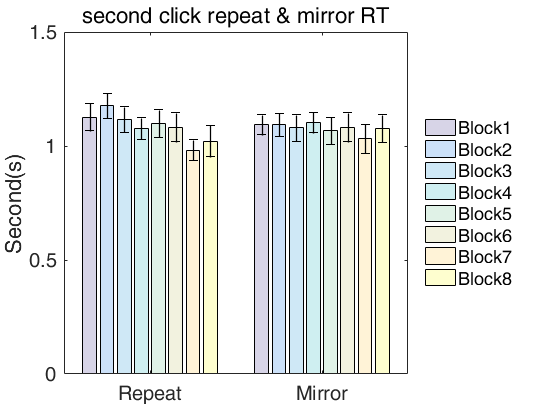 second click repeat & mirror RT
1.5
1
0.5
0
Second(s)
Repeat
Mirror
Block1
Block2
Block3
Block4
Block5
Block6
Block7
Block8